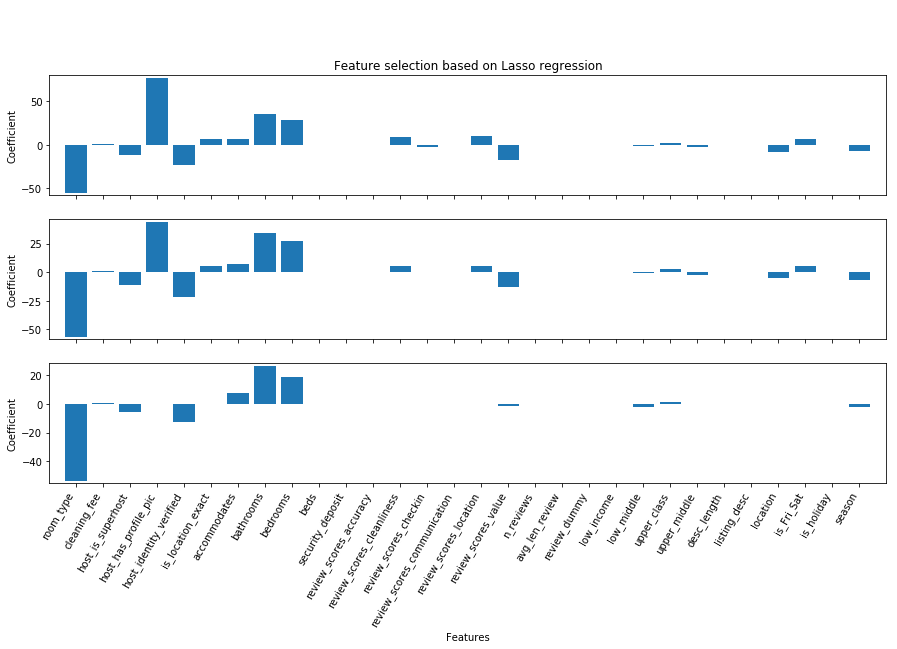 Feature selection based on Lasso regression
Coefficient
50
0
−50
Coefficient
25
0
−25
−50
Coefficient
20
0
−20
−40
room_type
cleaning_fee
host_is_superhost
host_has_profile_pic
host_identity_verified
is_location_exact
accommodates
bathrooms
bedrooms
beds
security_deposit
review_scores_accuracy
review_scores_cleanliness
review_scores_checkin
review_scores_communication
review_scores_location
review_scores_value
n_reviews
avg_len_review
review_dummy
low_income
low_middle
upper_class
upper_middle
desc_length
listing_desc
location
is_Fri_Sat
is_holiday
season
Features